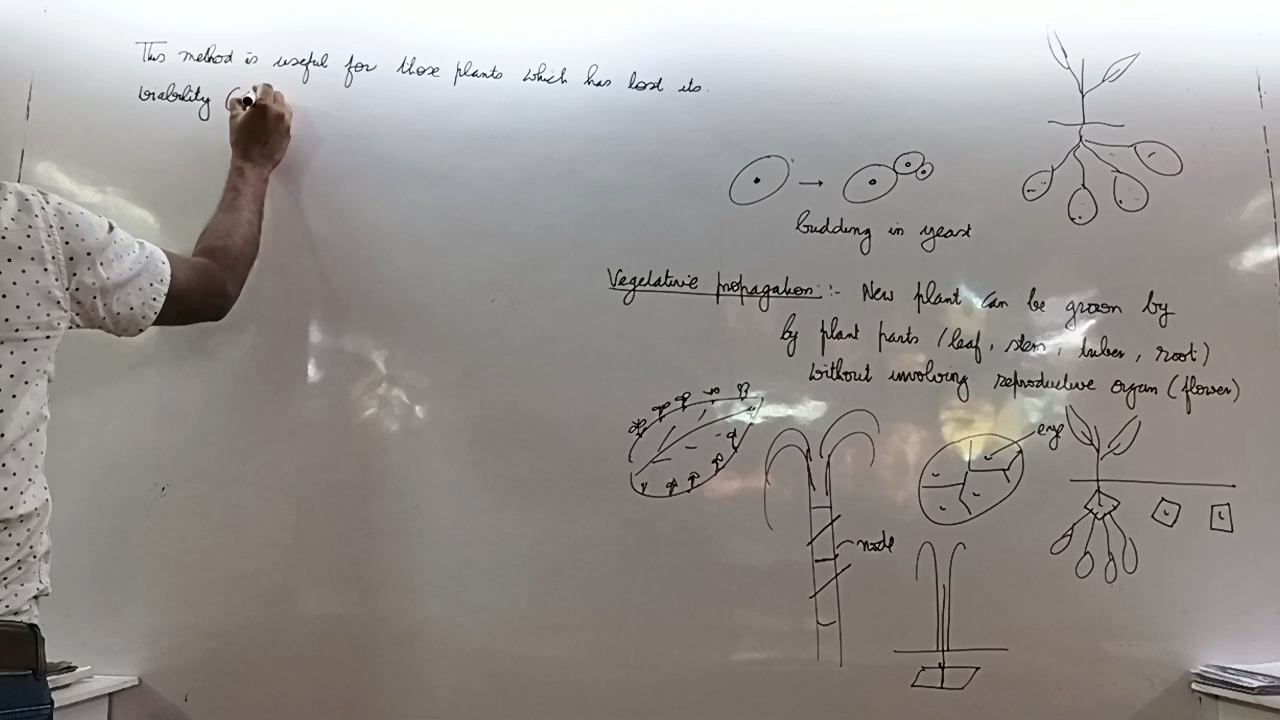 This method is useful for those plants which has lost its.
viability (
budding in yeast
Vegetative propagation :- New plant can be grown by
by plant parts (leaf, stem, tuber, root)
without involving reproductive organ (flower)
eye
node